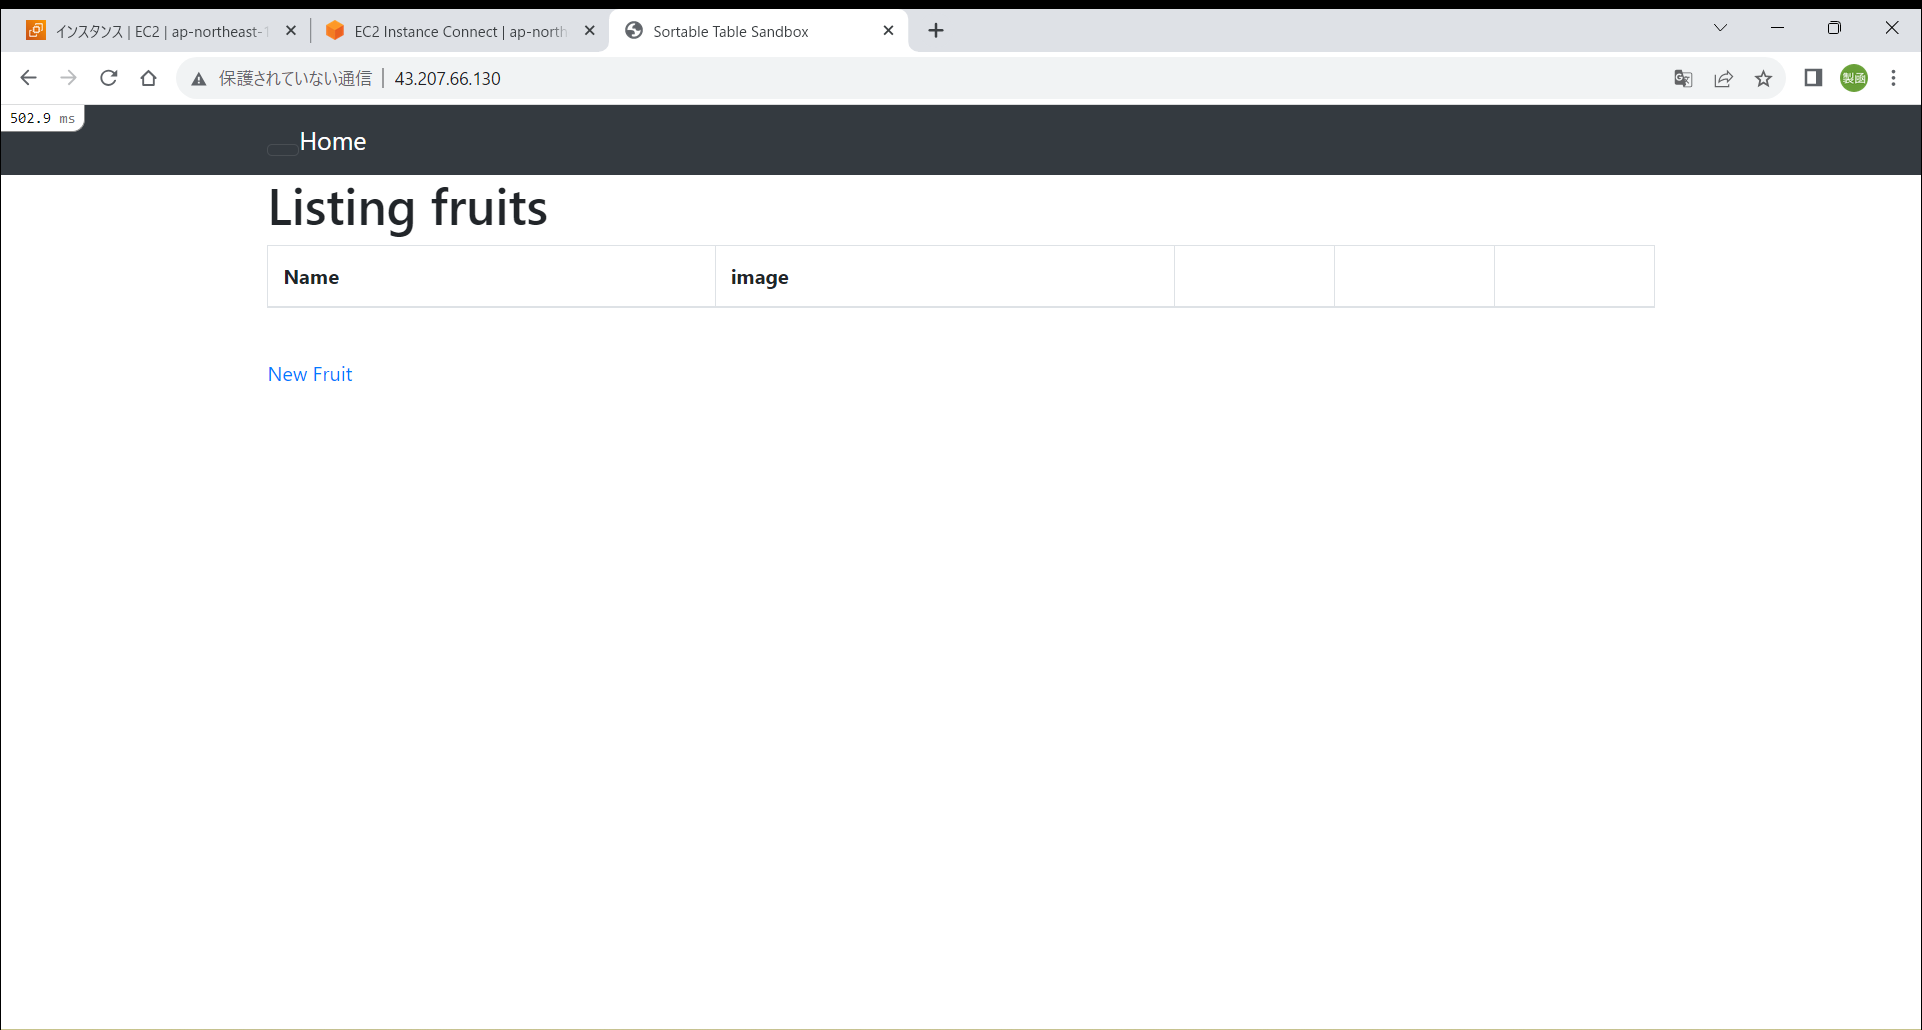 インスタンス | EC2 | ap-northeast-1
EC2 Instance Connect | ap-north
Sortable Table Sandbox
保護されていない通信
43.207.66.130
製函
502.9 ms
Home
Listing fruits
Name
image
New Fruit